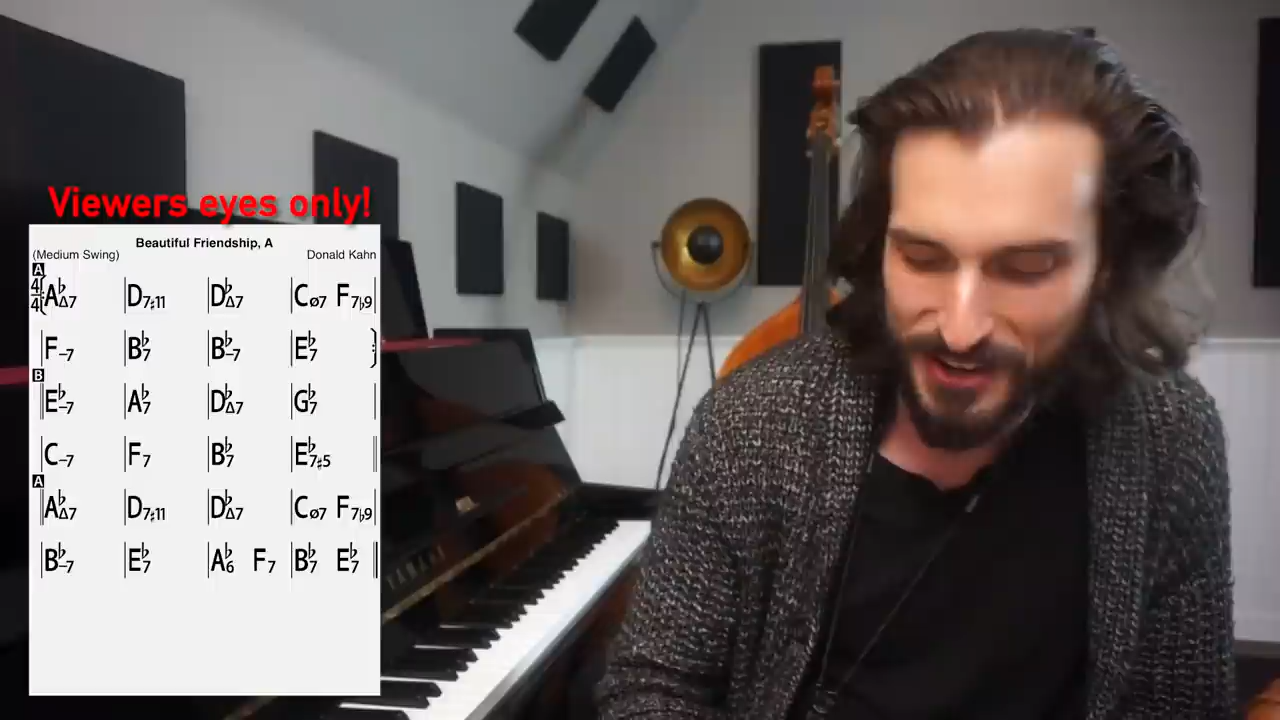 Viewers eyes only!
Beautiful Friendship, A
(Medium Swing) Donald Kahn
A
4/4 A♭Δ7 | D7♯11 | D♭Δ7 | Cø7 F7♭9 |
F-7 | B♭7 | B♭-7 | E♭7
B
E♭-7 | A♭7 | D♭Δ7 | G♭7 |
C-7 | F7 | B♭7 | E♭7♯5
A
A♭Δ7 | D7♯11 | D♭Δ7 | Cø7 F7♭9 |
B♭-7 | E♭7 | A♭6 F7 | B♭7 E♭7
YAMAHA